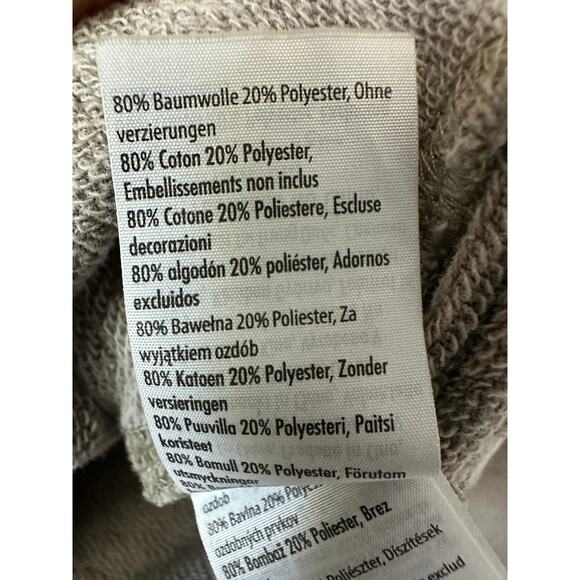 80% Baumwolle 20% Polyester, Ohne
verzierungen
80% Coton 20% Polyester,
Embellissements non inclus
80% Cotone 20% Poliestere, Escluse
decorazioni
80% algodón 20% poliéster, Adornos
excluidos
80% Bawełna 20% Poliester, Za
wyjątkiem ozdób
80% Katoen 20% Polyester, Zonder
versieringen
80% Puuvilla 20% Polyesteri, Paitsi
koristeet
80% Bomull 20% Polyester, Förutom
utsmyckningar
ozdob
80% Bavlna 20%
ozdobných prvkov
80% Bombaž 20% Poliester, Brez
Poliészter, Díszítések
exclud